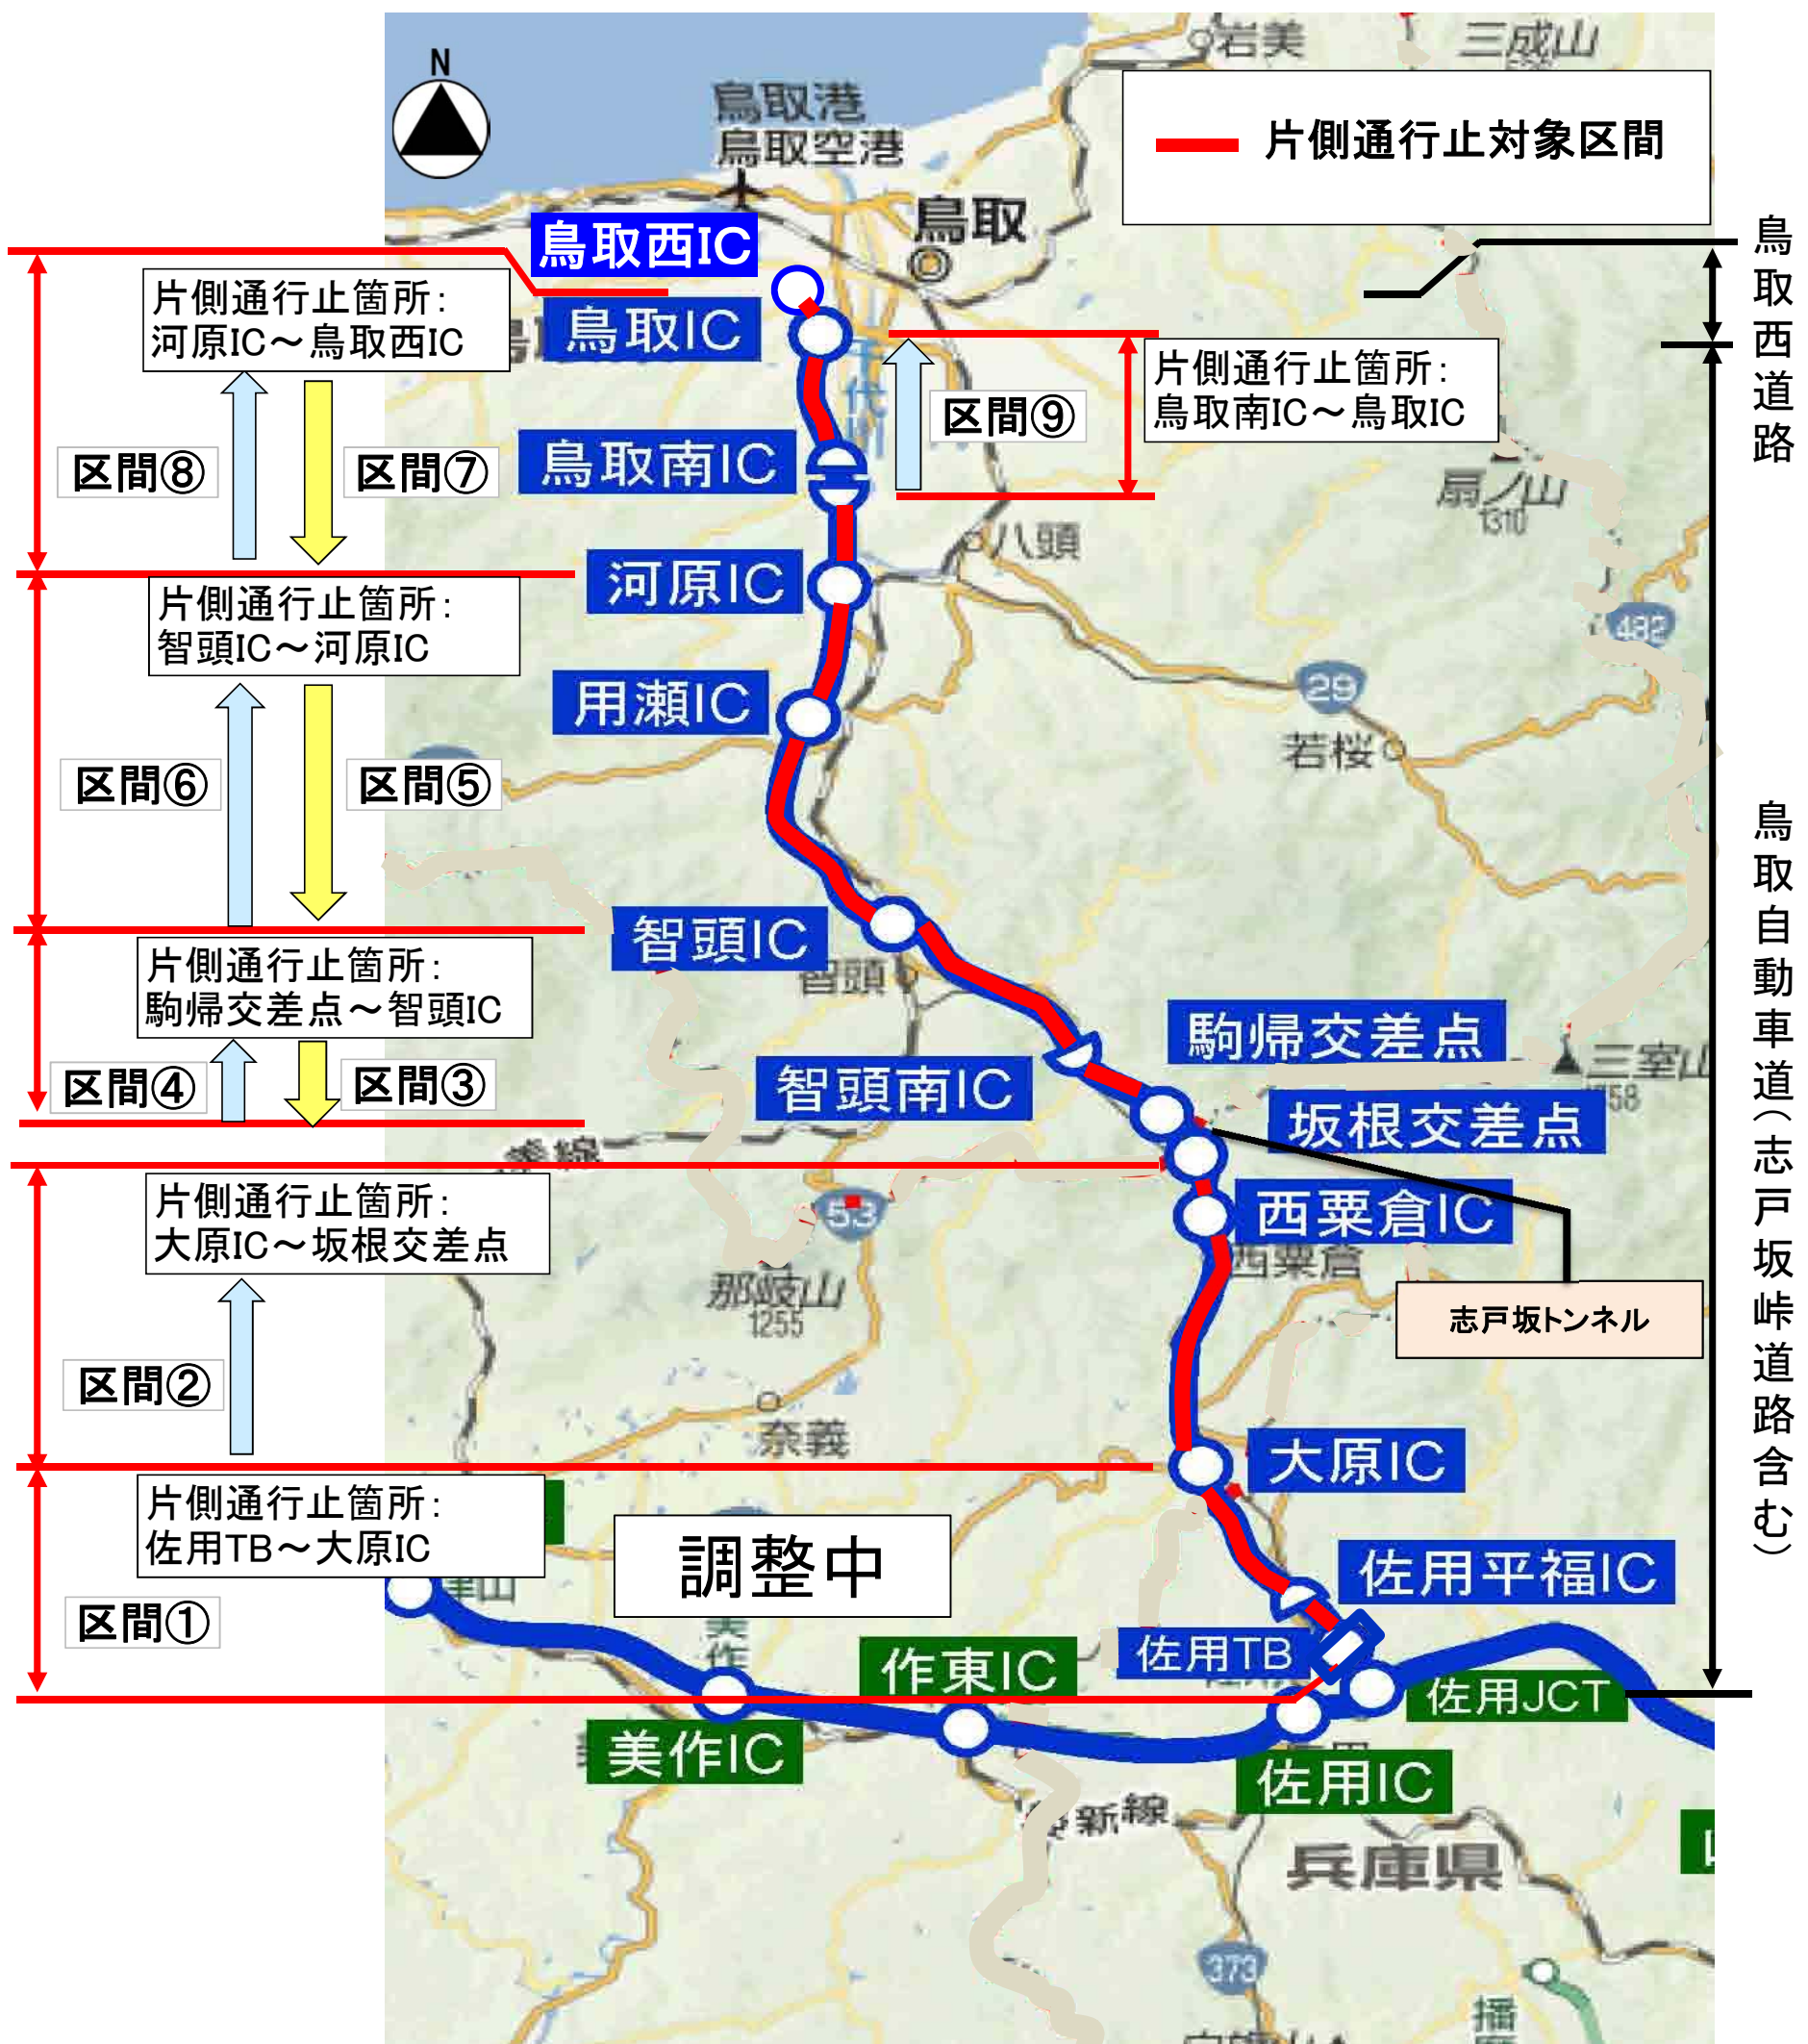 N
岩美
三成山
鳥取港
鳥取空港
片側通行止対象区間
鳥取
鳥取西IC
片側通行止箇所：
河原IC～鳥取西IC
鳥取IC
片側通行止箇所：
鳥取南IC～鳥取IC
区間⑨
区間⑧
区間⑦
鳥取南IC
鳥取西道路
扇ノ山
1310
八頭
河原IC
片側通行止箇所：
智頭IC～河原IC
482
29
用瀬IC
若桜
区間⑥
区間⑤
鳥取自動車道（志戸坂峠道路含む）
智頭IC
智頭
片側通行止箇所：
駒帰交差点～智頭IC
駒帰交差点
三室山
智頭南IC
区間④
区間③
坂根交差点
片側通行止箇所：
大原IC～坂根交差点
53
西粟倉IC
西粟倉
那岐山
1255
志戸坂トンネル
区間②
奈義
大原IC
片側通行止箇所：
佐用TB～大原IC
調整中
佐用平福IC
津山
区間①
作東IC
佐用TB
佐用JCT
美作IC
佐用IC
姫新線
兵庫県
373
播